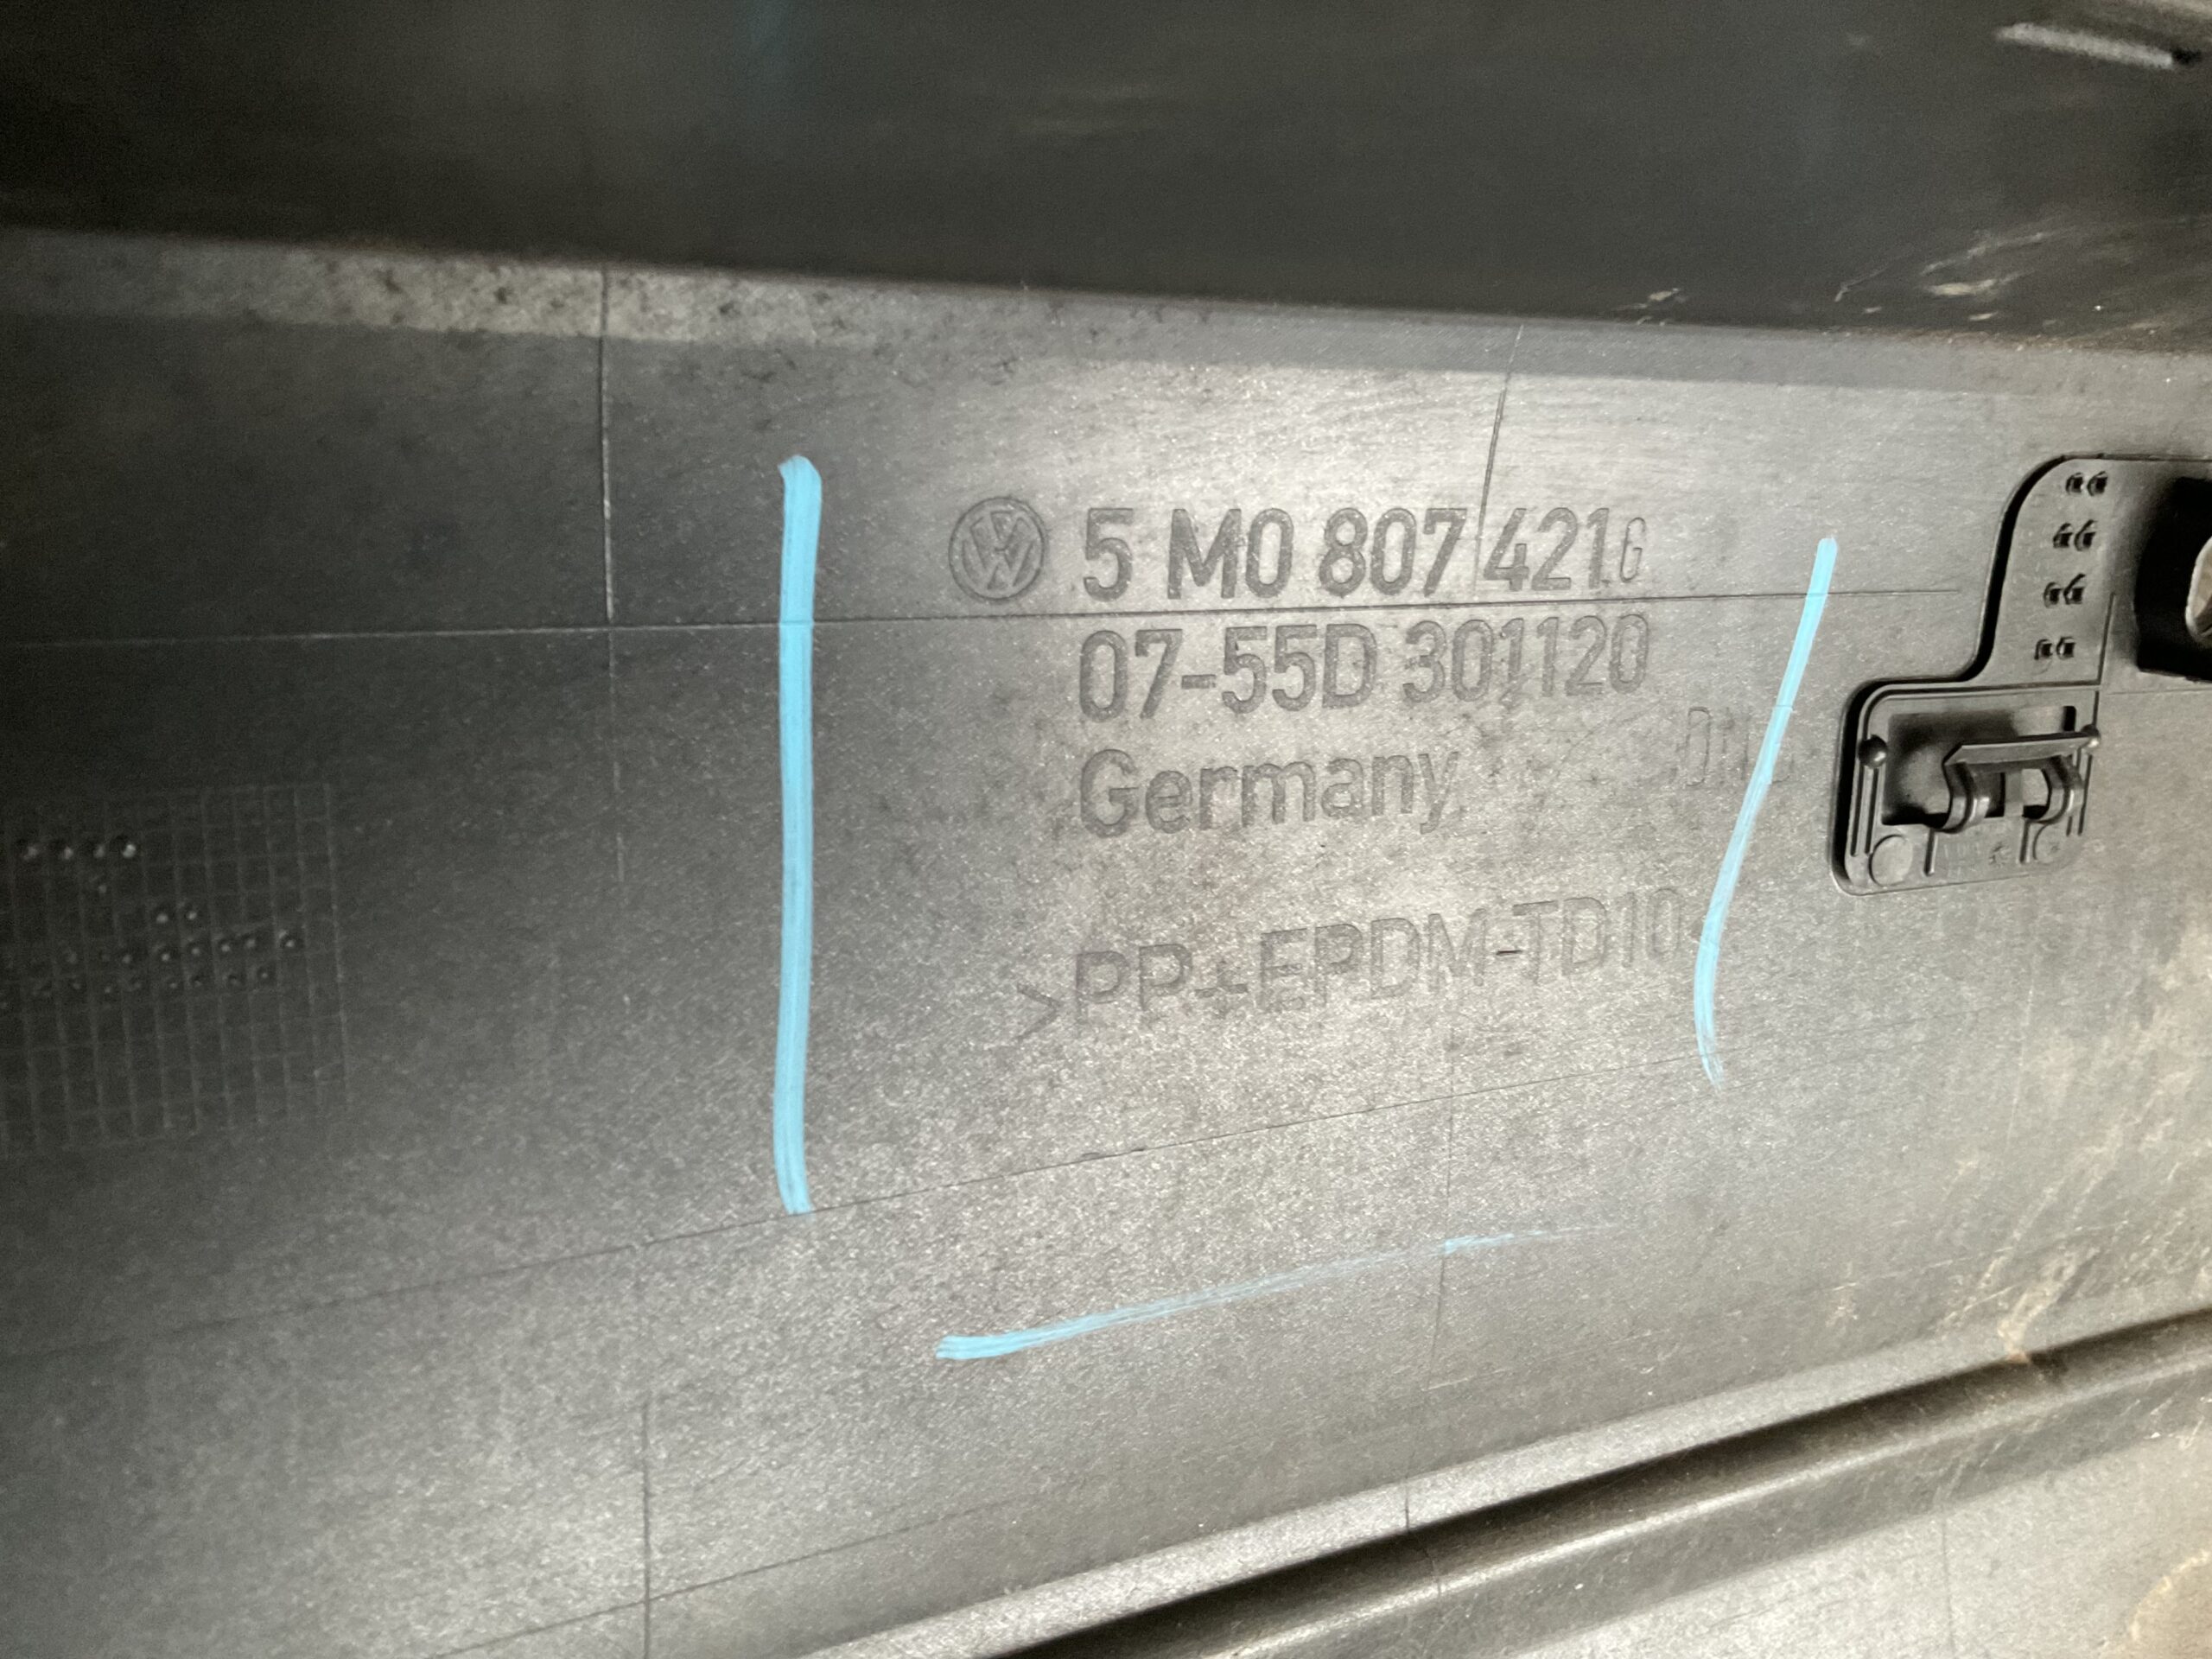 5 M0 807 421 G
07-55D 301120
Germany
>PP+EPDM-TD10